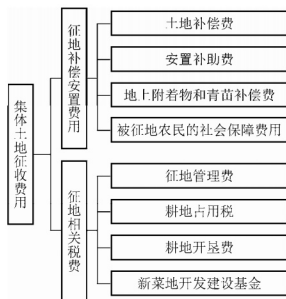 集体土地征收费用
征地补偿安置费用
土地补偿费
安置补助费
地上附着物和青苗补偿费
被征地农民的社会保障费用
征地相关税费
征地管理费
耕地占用税
耕地开垦费
新菜地开发建设基金